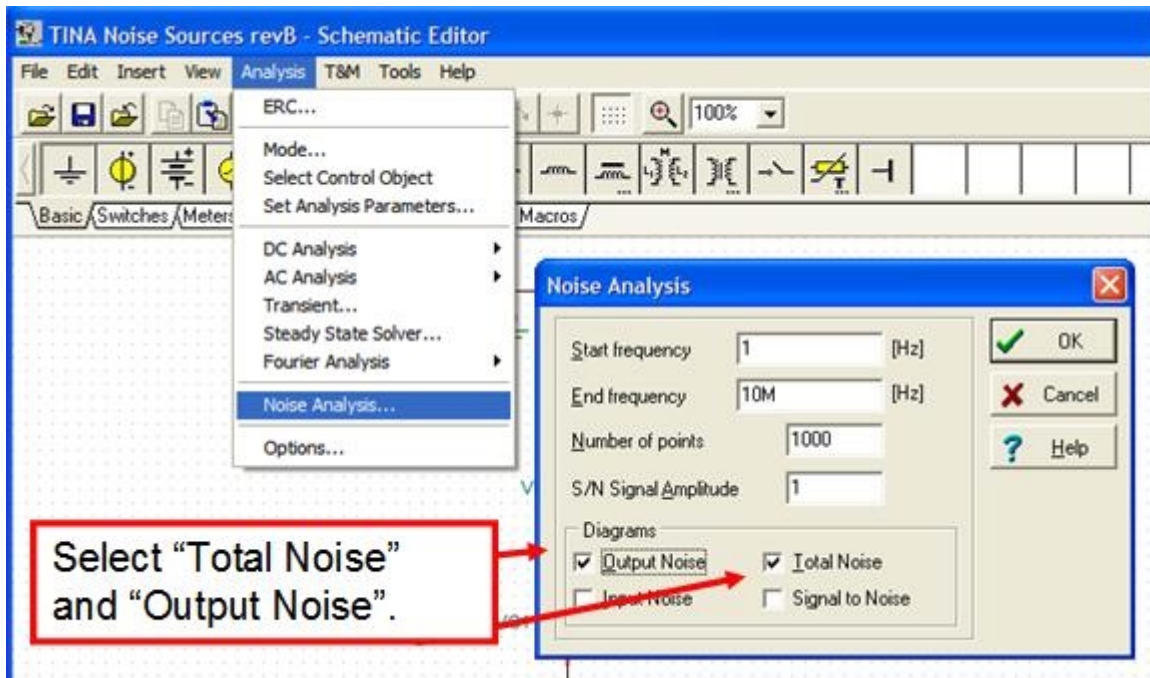 TINA Noise Sources revB - Schematic Editor
File Edit Insert View Analysis T&M Tools Help
ERC...
100%
Mode...
Select Control Object
Set Analysis Parameters...
Basic Switches Meters Macros
DC Analysis
AC Analysis
Transient...
Steady State Solver...
Fourier Analysis
Noise Analysis...
Options...
Noise Analysis
Start frequency 1 [Hz]
End frequency 10M [Hz]
Number of points 1000
S/N Signal Amplitude 1
Diagrams
Output Noise Total Noise
Input Noise Signal to Noise
OK
Cancel
? Help
Select “Total Noise”
and “Output Noise”.